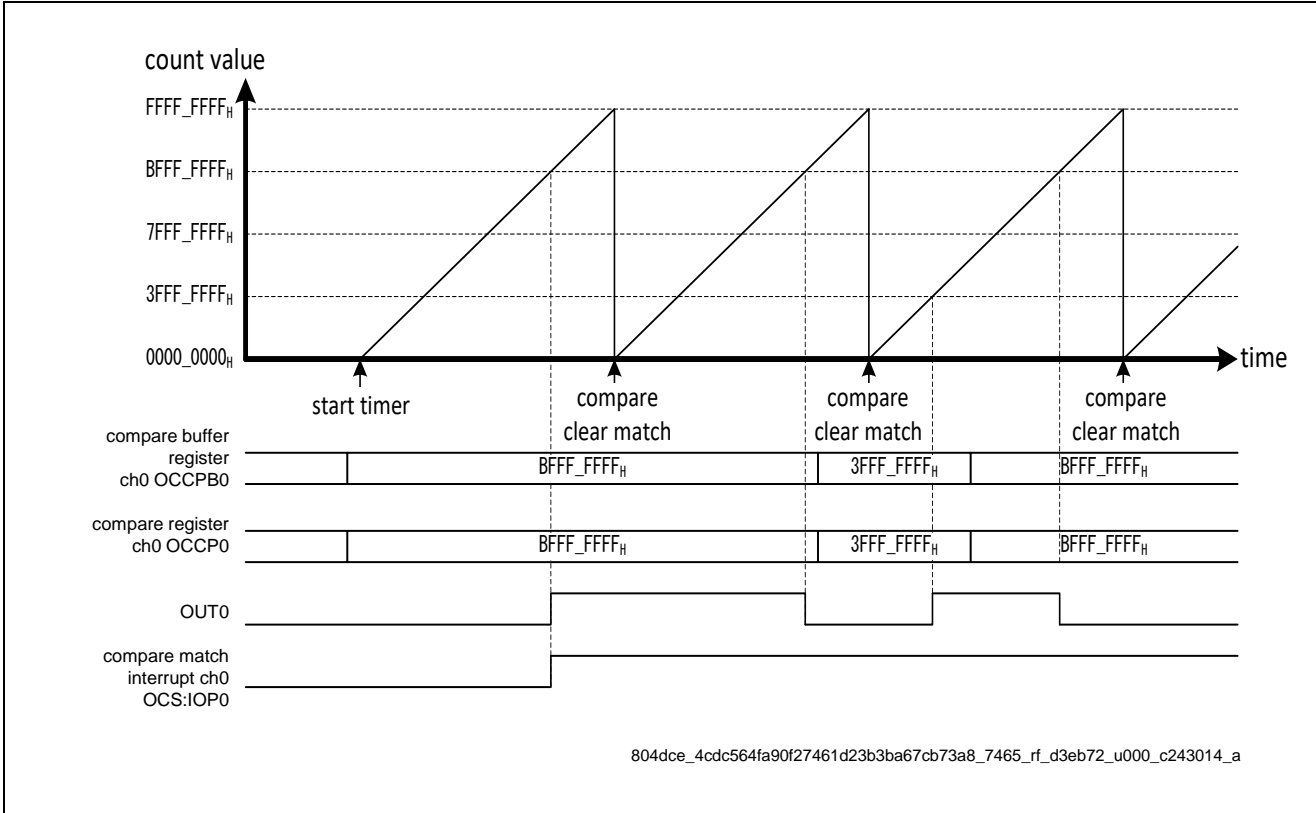 count value
FFFF_FFFFH
BFFF_FFFFH
7FFF_FFFFH
3FFF_FFFFH
0000_0000H
time
start timer
compare
clear match
compare
clear match
compare
clear match
compare buffer
register
ch0 OCCPB0
BFFF_FFFFH
3FFF_FFFFH
BFFF_FFFFH
compare register
ch0 OCCP0
BFFF_FFFFH
3FFF_FFFFH
BFFF_FFFFH
OUT0
compare match
interrupt ch0
OCS:IOP0
804dce_4cdc564fa90f27461d23b3ba67cb73a8_7465_rf_d3eb72_u000_c243014_a